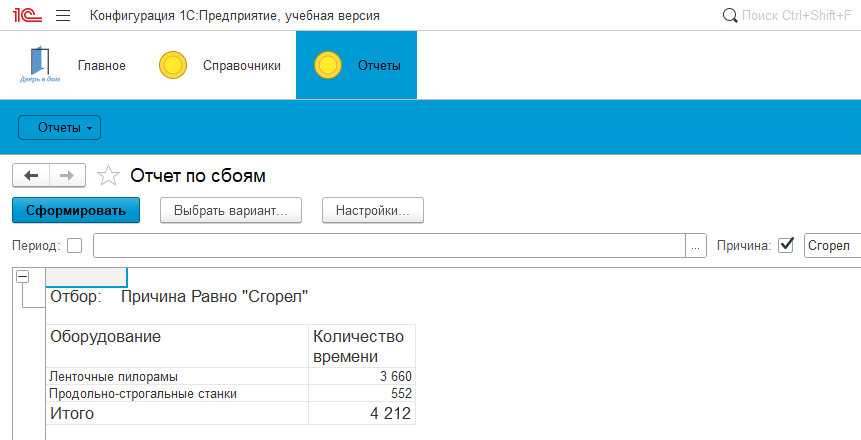 1С Конфигурация 1С:Предприятие, учебная версия Поиск Ctrl+Shift+F
Дверь в дом Главное Справочники Отчеты
Отчеты
Отчет по сбоям
Сформировать Выбрать вариант... Настройки...
Период: ... Причина: Сгорел
Отбор: Причина Равно "Сгорел"
Оборудование Количество
времени
Ленточные пилорамы 3 660
Продольно-строгальные станки 552
Итого 4 212